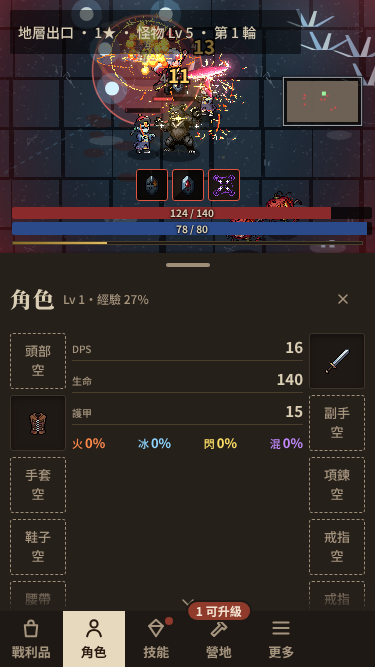 地層出口 · 1★ · 怪物 Lv 5 · 第 1 輪
13
11
124 / 140
78 / 80
角色 Lv 1 · 經驗 27% ×
頭部
空
DPS 16
生命 140
護甲 15
火0% 冰0% 閃0% 混0%
副手
空
手套
空
項鍊
空
鞋子
空
戒指
空
腰帶
戒指
1 可升級
戰利品 角色 技能 營地 更多